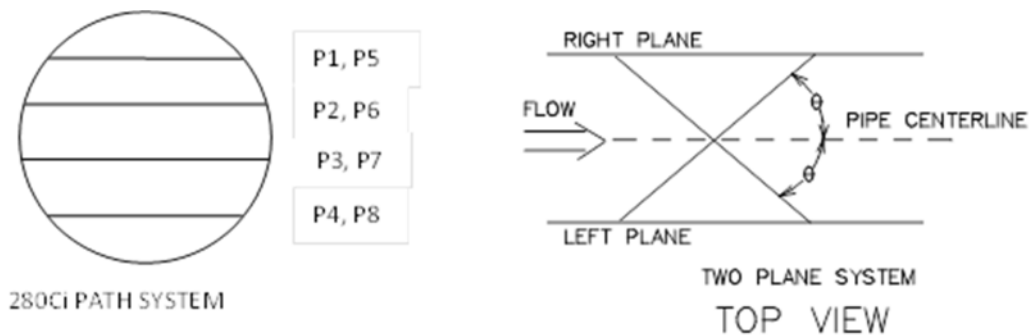 P1, P5
P2, P6
P3, P7
P4, P8
280Ci PATH SYSTEM
RIGHT PLANE
FLOW
θ
PIPE CENTERLINE
θ
LEFT PLANE
TWO PLANE SYSTEM
TOP VIEW